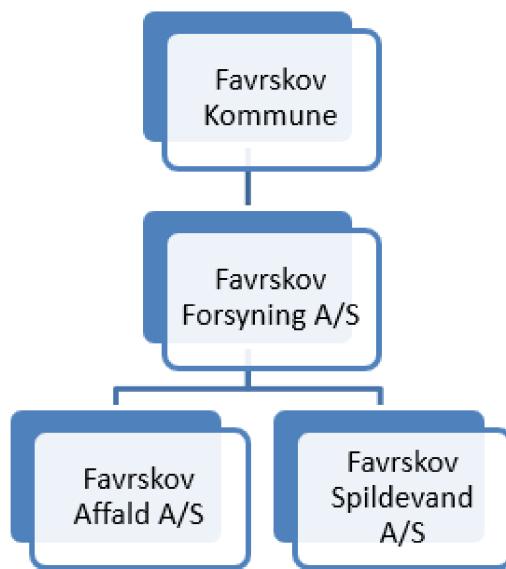 Favrskov
Kommune
Favrskov
Forsyning A/S
Favrskov
Affald A/S
Favrskov
Spildevand
A/S